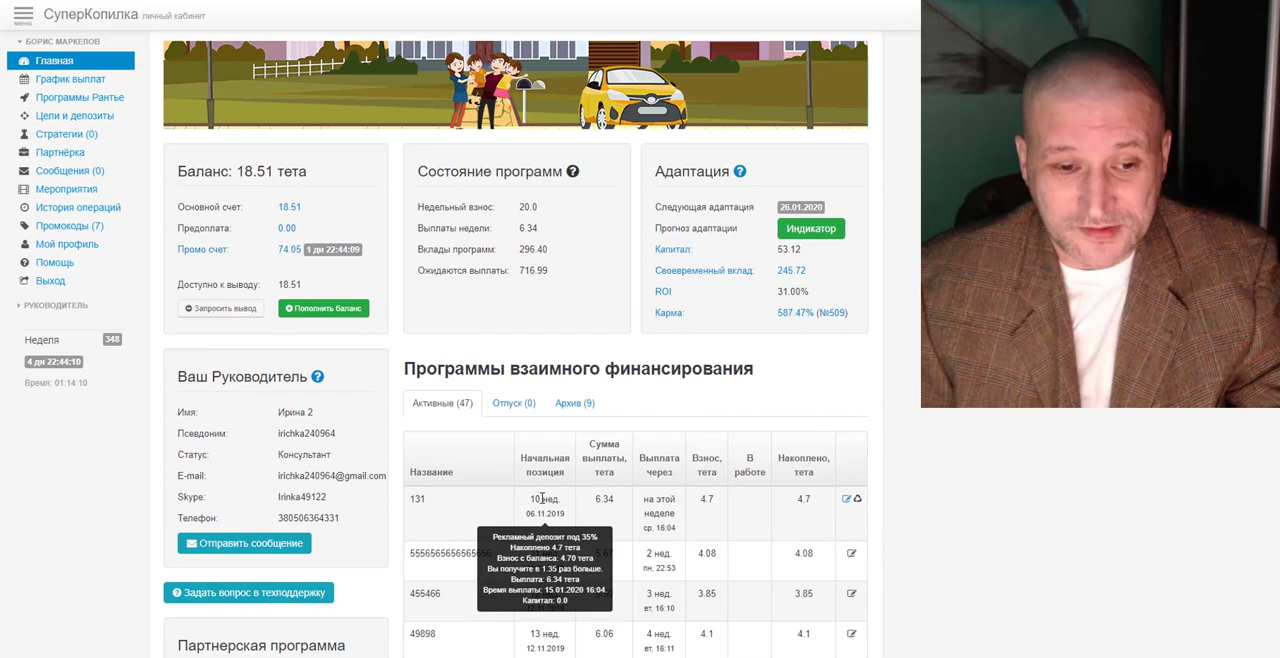 СуперКопилка личный кабинет
меню
БОРИС МАРКЕЛОВ
Главная
График выплат
Программы Рантье
Цели и депозиты
Стратегии (0)
Партнёрка
Сообщения (0)
Мероприятия
История операций
Промокоды (7)
Мой профиль
Помощь
Выход
РУКОВОДИТЕЛЬ
Неделя 348
4 дн 22:44:10
Время: 01:14:10
Баланс: 18.51 тета
Основной счет: 18.51
Предоплата: 0.00
Промо счет: 74.05 1 дн 22:44:09
Доступно к выводу: 18.51
Запросить вывод
Пополнить баланс
Состояние программ
Недельный взнос: 20.0
Выплаты недели: 6.34
Вклады программ: 296.40
Ожидаются выплаты: 716.99
Адаптация
Следующая адаптация 26.01.2020
Прогноз адаптации Индикатор
Капитал: 53.12
Своевременный вклад: 245.72
ROI 31.00%
Карма: 587.47% (№509)
Ваш Руководитель
Имя: Ирина 2
Псевдоним: irichka240964
Статус: Консультант
E-mail: irichka240964@gmail.com
Skype: Irinka49122
Телефон: 380506364331
Отправить сообщение
Задать вопрос в техподдержку
Партнерская программа
Программы взаимного финансирования
Активные (47) Отпуск (0) Архив (9)
Название
Начальная позиция
Сумма выплаты, тета
Выплата через
Взнос, тета
В работе
Накоплено, тета
131 10 нед. 6.34 на этой неделе 4.7 4.7
06.11.2019 ср, 16:04
Рекламный депозит под 35%
Накоплено 4.7 тета
Взнос с баланса: 4.70 тета
Вы получите в 1.35 раз больше.
Выплата: 6.34 тета
Время выплаты: 15.01.2020 16:04.
Капитал: 0.0
2 нед. 4.08 4.08
пн, 22:53
455466 3 нед. 3.85 3.85
вт, 16:10
49898 13 нед. 6.06 4 нед. 4.1 4.1
12.11.2019 вт, 16:11